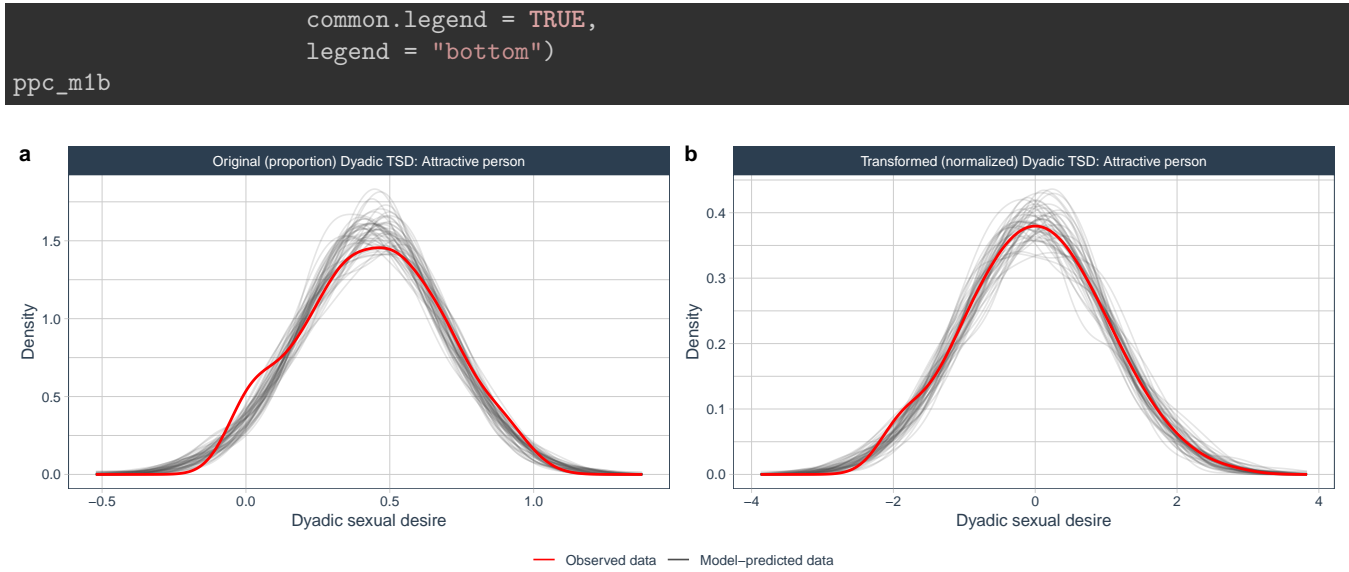 common.legend = TRUE,
legend = "bottom")
ppc_m1b
a
Original (proportion) Dyadic TSD: Attractive person
1.5
1.0
0.5
0.0
Density
−0.5 0.0 0.5 1.0
Dyadic sexual desire
b
Transformed (normalized) Dyadic TSD: Attractive person
0.4
0.3
0.2
0.1
0.0
Density
−4 −2 0 2 4
Dyadic sexual desire
Observed data Model−predicted data